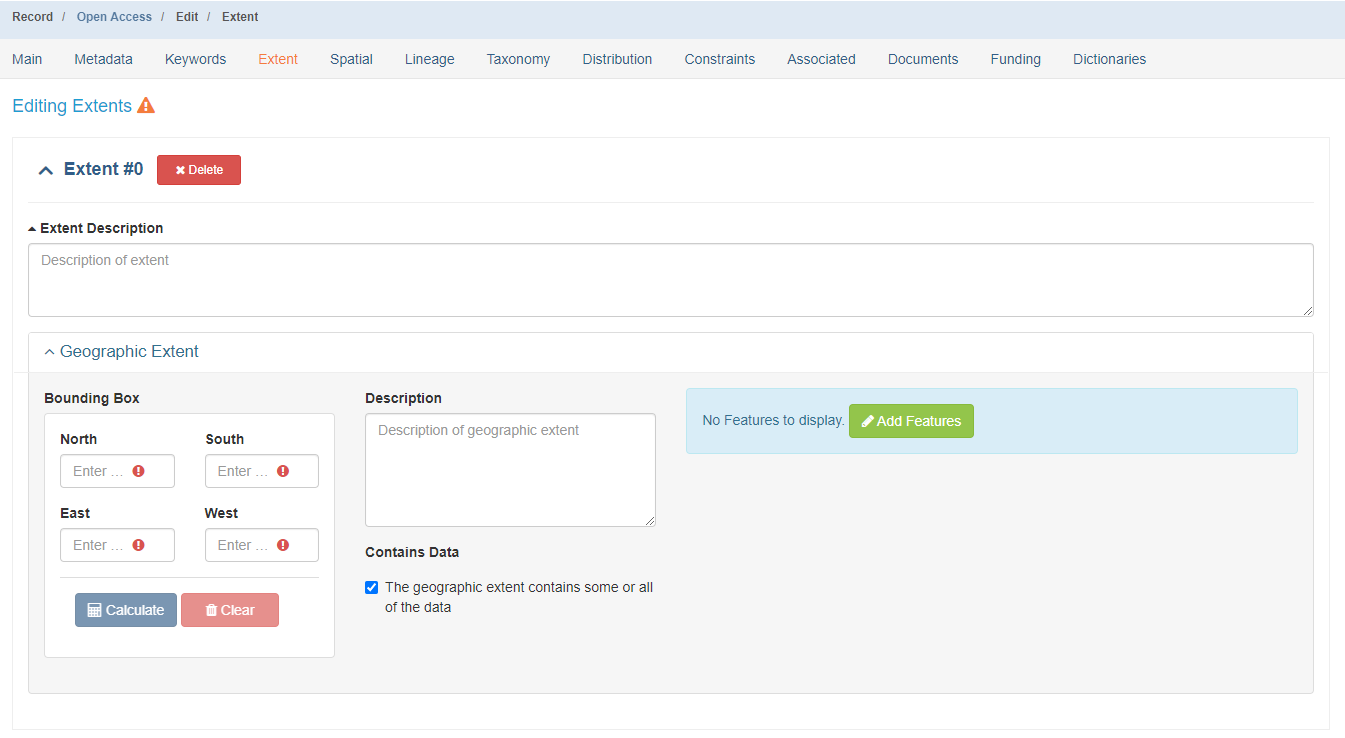 Record / Open Access / Edit / Extent
Main Metadata Keywords Extent Spatial Lineage Taxonomy Distribution Constraints Associated Documents Funding Dictionaries
Editing Extents
Extent #0 Delete
Extent Description
Description of extent
Geographic Extent
Bounding Box
North South
Enter ... Enter ...
East West
Enter ... Enter ...
Calculate Clear
Description
Description of geographic extent
Contains Data
The geographic extent contains some or all
of the data
No Features to display. Add Features